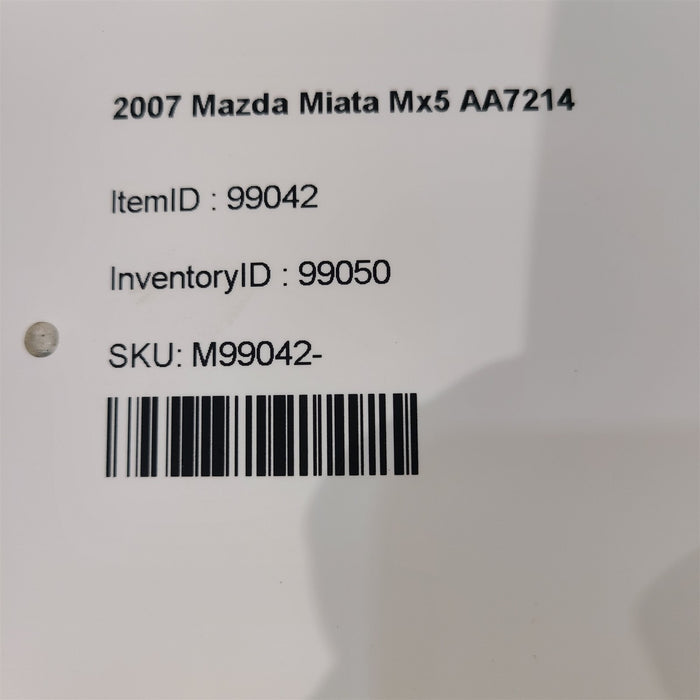 2007 Mazda Miata Mx5 AA7214
ItemID : 99042
InventoryID : 99050
SKU: M99042-